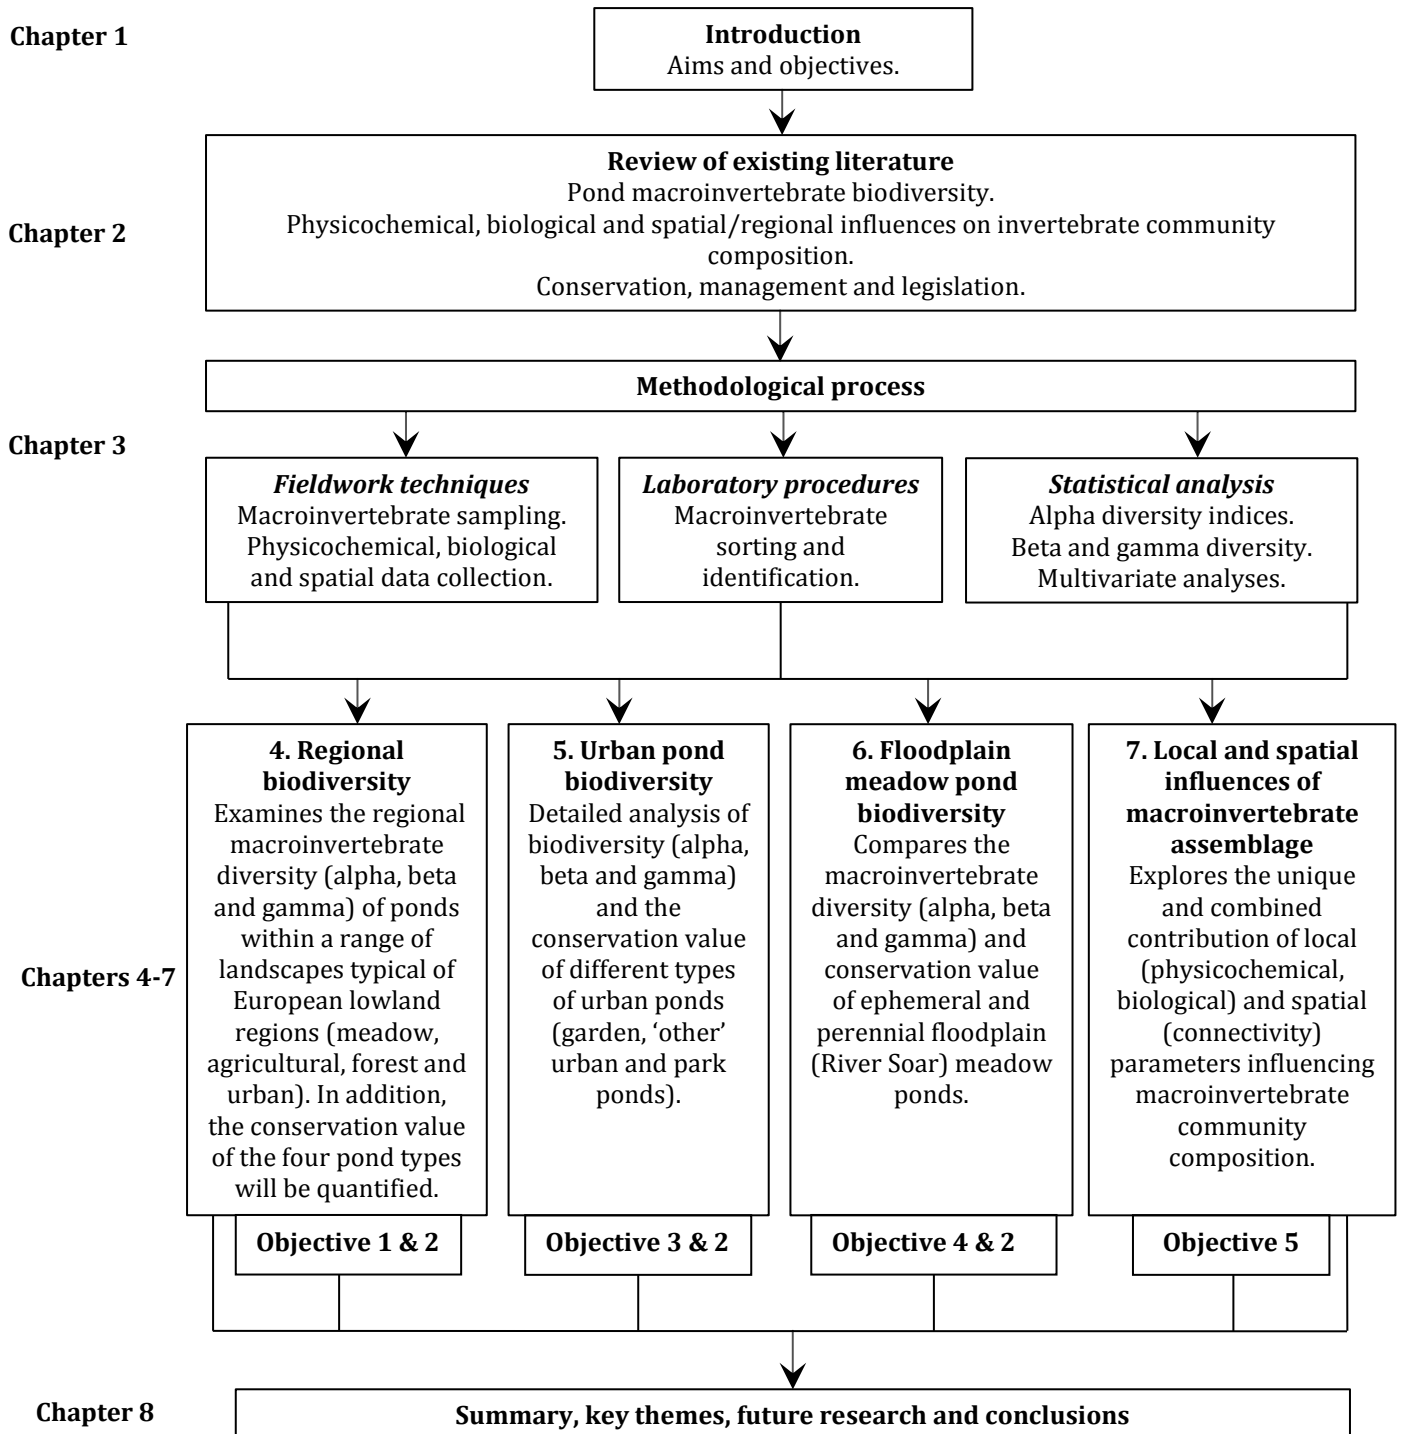 Chapter 1
Introduction
Aims and objectives.
Chapter 2
Review of existing literature
Pond macroinvertebrate biodiversity.
Physicochemical, biological and spatial/regional influences on invertebrate community
composition.
Conservation, management and legislation.
Methodological process
Chapter 3
Fieldwork techniques
Macroinvertebrate sampling.
Physicochemical, biological
and spatial data collection.
Laboratory procedures
Macroinvertebrate
sorting and
identification.
Statistical analysis
Alpha diversity indices.
Beta and gamma diversity.
Multivariate analyses.
Chapters 4-7
4. Regional
biodiversity
Examines the regional
macroinvertebrate
diversity (alpha, beta
and gamma) of ponds
within a range of
landscapes typical of
European lowland
regions (meadow,
agricultural, forest and
urban). In addition,
the conservation value
of the four pond types
will be quantified.
Objective 1 & 2
5. Urban pond
biodiversity
Detailed analysis of
biodiversity (alpha,
beta and gamma)
and the
conservation value
of different types
of urban ponds
(garden, ‘other’
urban and park
ponds).
Objective 3 & 2
6. Floodplain
meadow pond
biodiversity
Compares the
macroinvertebrate
diversity (alpha, beta
and gamma) and
conservation value
of ephemeral and
perennial floodplain
(River Soar) meadow
ponds.
Objective 4 & 2
7. Local and spatial
influences of
macroinvertebrate
assemblage
Explores the unique
and combined
contribution of local
(physicochemical,
biological) and spatial
(connectivity)
parameters influencing
macroinvertebrate
community
composition.
Objective 5
Chapter 8
Summary, key themes, future research and conclusions